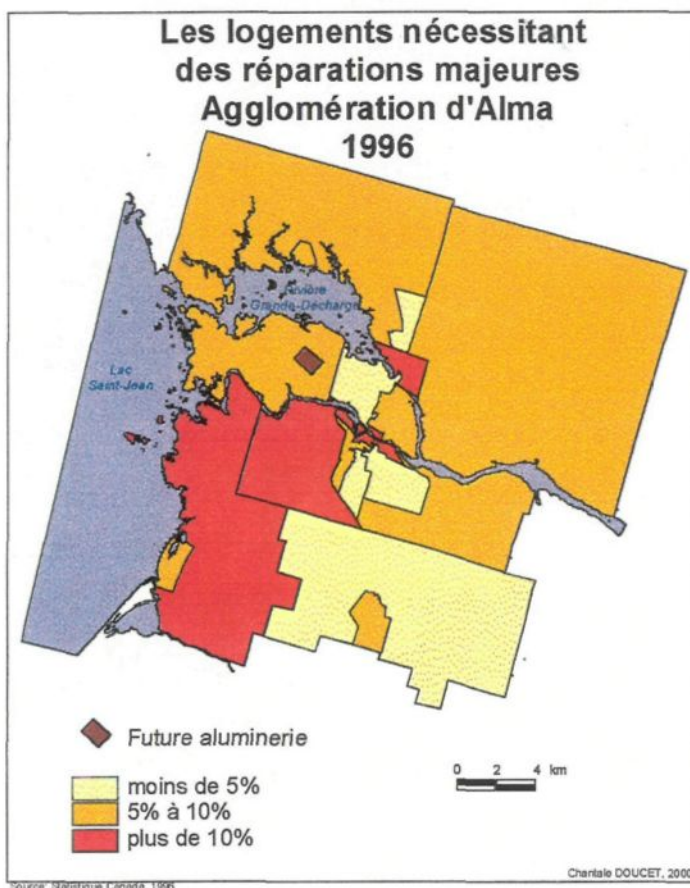 Les logements nécessitant
des réparations majeures
Agglomération d'Alma
1996
Rivière
Grande-Décharge
Lac
Saint-Jean
Future aluminerie
0 2 4 km
moins de 5%
5% à 10%
plus de 10%
Chantale DOUCET, 2000
Source: Statistique Canada, 1996